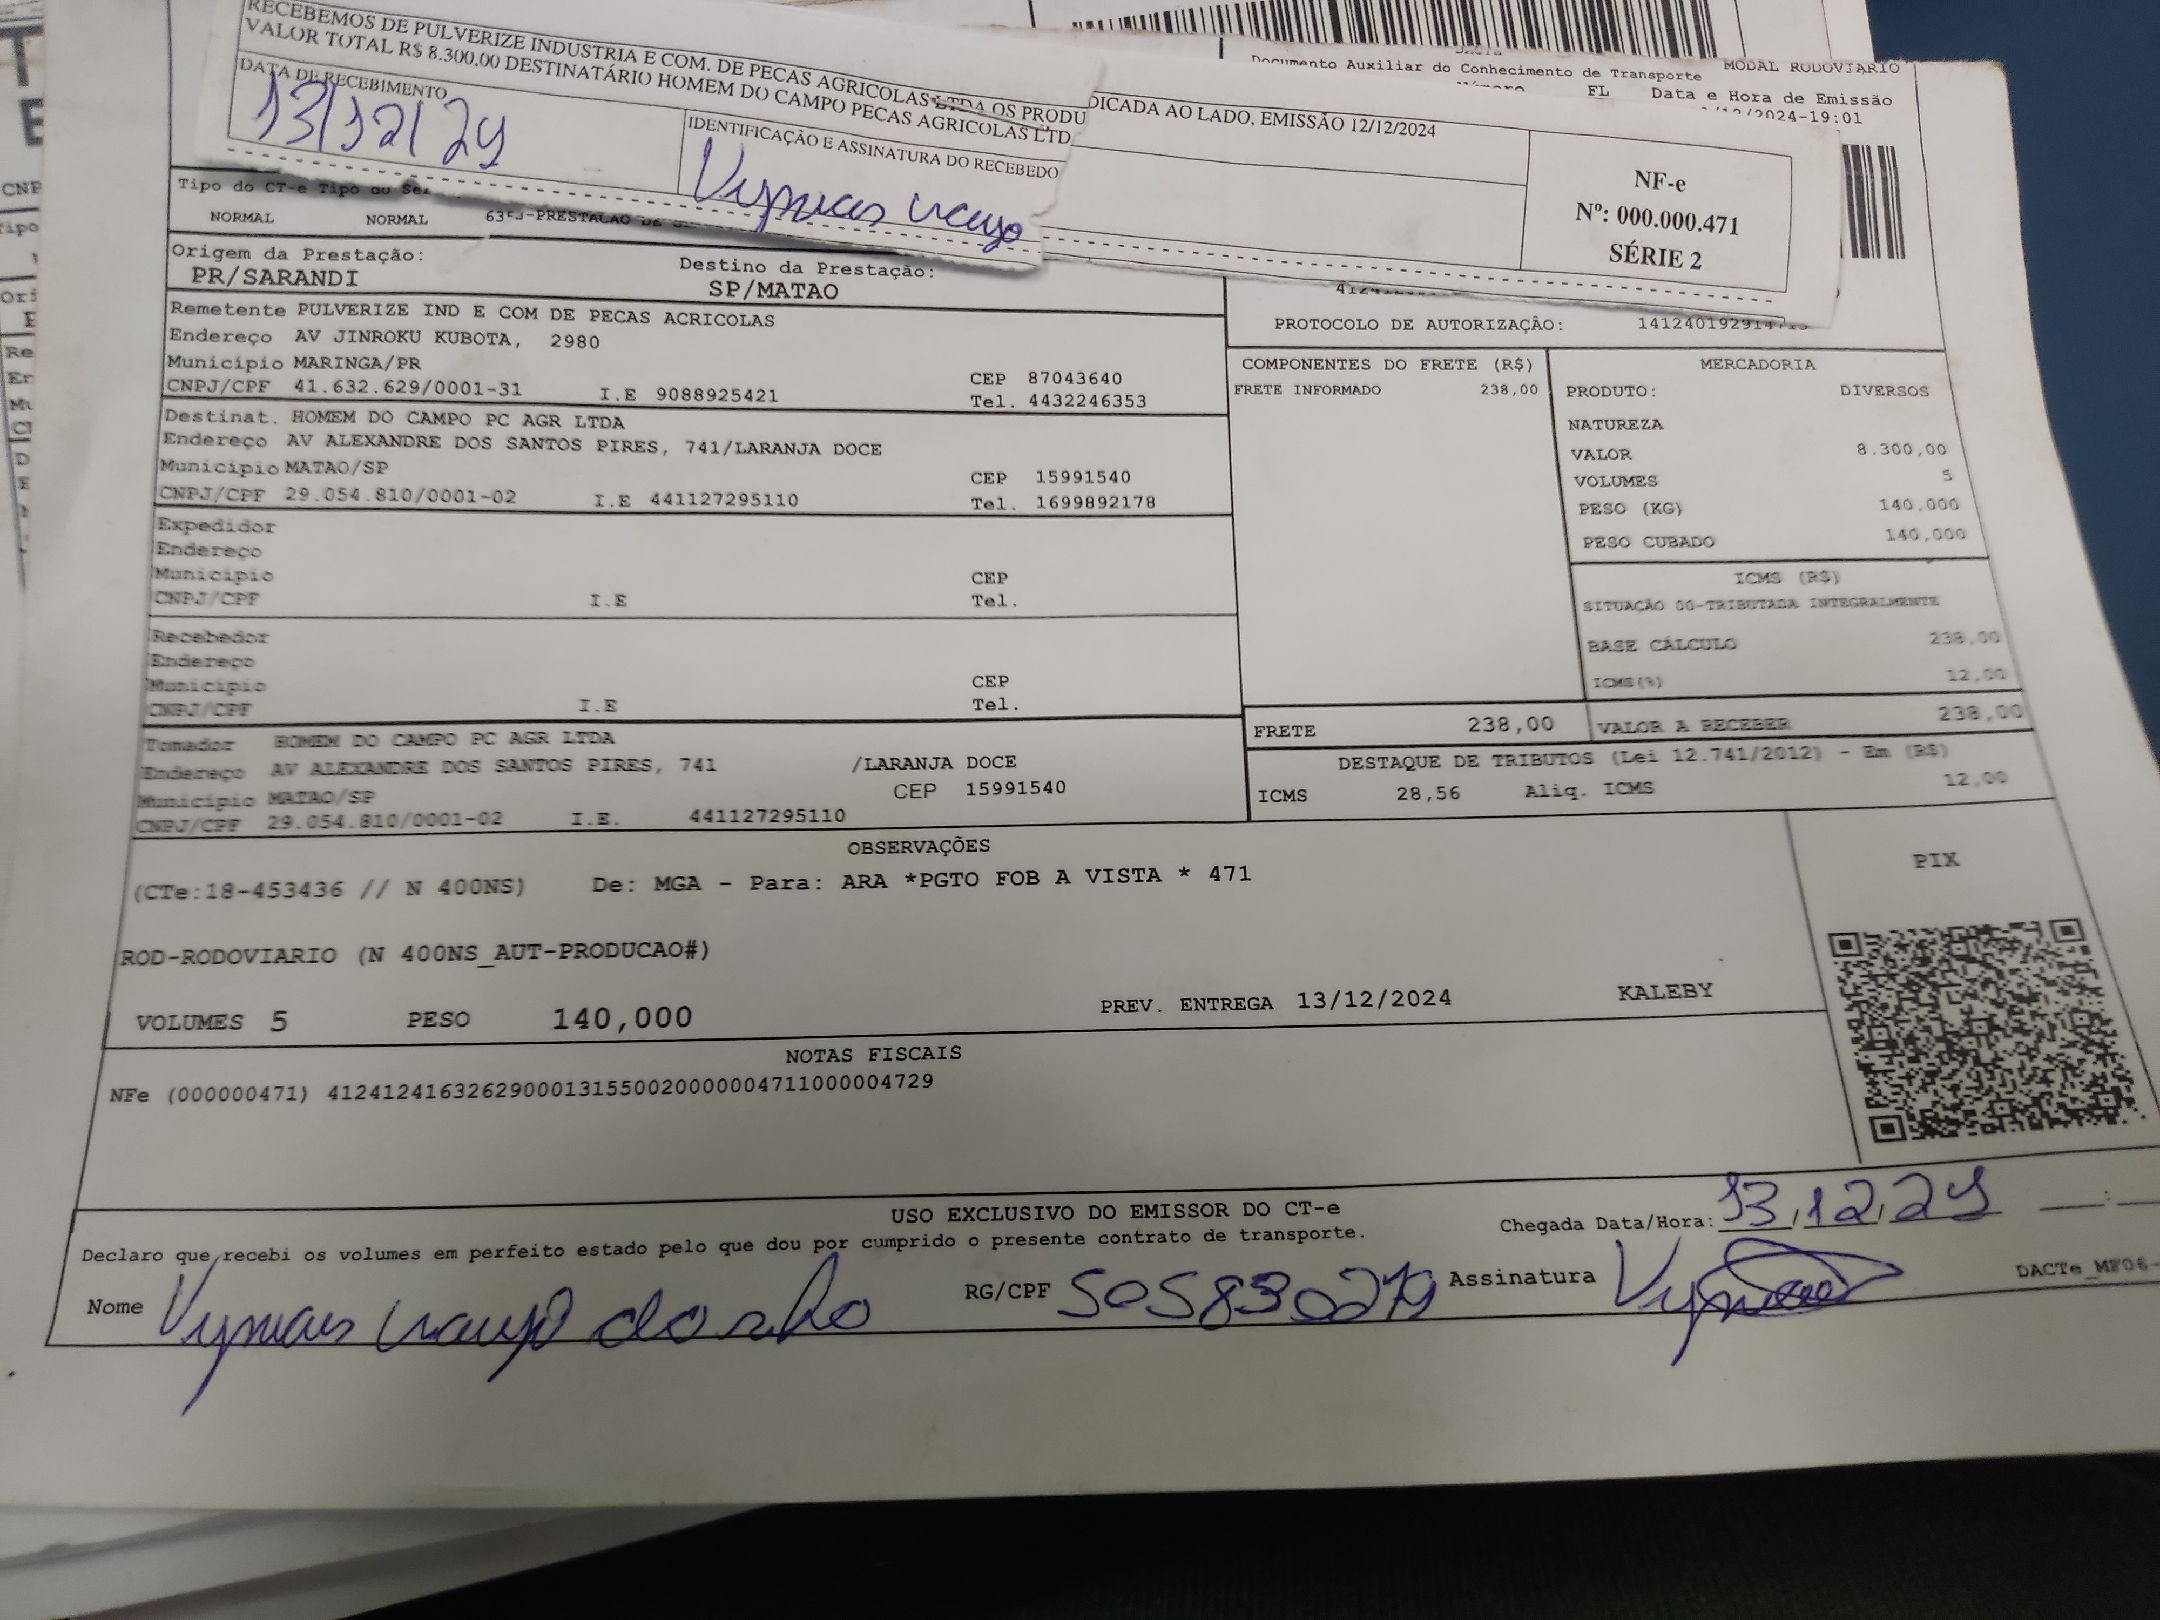 RECEBEMOS DE PULVERIZE INDUSTRIA E COM. DE PECAS AGRICOLAS LTDA OS PRODU DICADA AO LADO, EMISSÃO 12/12/2024
VALOR TOTAL R$ 8.300,00 DESTINATÁRIO HOMEM DO CAMPO PECAS AGRICOLAS LTD
DATA DE RECEBIMENTO
13/12/24
IDENTIFICAÇÃO E ASSINATURA DO RECEBEDO
NF-e
Nº: 000.000.471
SÉRIE 2
MODAL RODOVIARIO
Documento Auxiliar do Conhecimento de Transporte
FL Data e Hora de Emissão
/2024-19:01
Tipo do CT-e Tipo do Se
NORMAL NORMAL
Origem da Prestação:
PR/SARANDI
Destino da Prestação:
SP/MATAO
PROTOCOLO DE AUTORIZAÇÃO:
Remetente PULVERIZE IND E COM DE PECAS ACRICOLAS
Endereço AV JINROKU KUBOTA, 2980
Município MARINGA/PR CEP 87043640
CNPJ/CPF 41.632.629/0001-31 I.E 9088925421 Tel. 4432246353
Destinat. HOMEM DO CAMPO PC AGR LTDA
Endereço AV ALEXANDRE DOS SANTOS PIRES, 741/LARANJA DOCE
Município MATAO/SP CEP 15991540
CNPJ/CPF 29.054.810/0001-02 I.E 441127295110 Tel. 1699892178
Expedidor
Endereço
Município CEP
CNPJ/CPF I.E Tel.
Recebedor
Endereço
Município CEP
CNPJ/CPF I.E Tel.
Tomador HOMEM DO CAMPO PC AGR LTDA
Endereço AV ALEXANDRE DOS SANTOS PIRES, 741 /LARANJA DOCE
Município MATAO/SP CEP 15991540
CNPJ/CPF 29.054.810/0001-02 I.E. 441127295110
COMPONENTES DO FRETE (R$)
FRETE INFORMADO 238,00
MERCADORIA
PRODUTO: DIVERSOS
NATUREZA
VALOR 8.300,00
VOLUMES 5
PESO (KG) 140,000
PESO CUBADO 140,000
ICMS (R$)
SITUAÇÃO 00-TRIBUTADA INTEGRALMENTE
BASE CÁLCULO 238,00
ICMS(%) 12,00
FRETE 238,00 VALOR A RECEBER 238,00
DESTAQUE DE TRIBUTOS (Lei 12.741/2012) - Em (R$)
ICMS 28,56 Aliq. ICMS 12,00
OBSERVAÇÕES
(CTe:18-453436 // N 400NS) De: MGA - Para: ARA *PGTO FOB A VISTA * 471
ROD-RODOVIARIO (N 400NS_AUT-PRODUCAO#)
VOLUMES 5 PESO 140,000 PREV. ENTREGA 13/12/2024 KALEBY
PIX
NOTAS FISCAIS
NFe (000000471) 41241241632629000131550020000004711000004729
USO EXCLUSIVO DO EMISSOR DO CT-e
Declaro que recebi os volumes em perfeito estado pelo que dou por cumprido o presente contrato de transporte.
Chegada Data/Hora: 13,12,24
Nome
RG/CPF 505830279
Assinatura